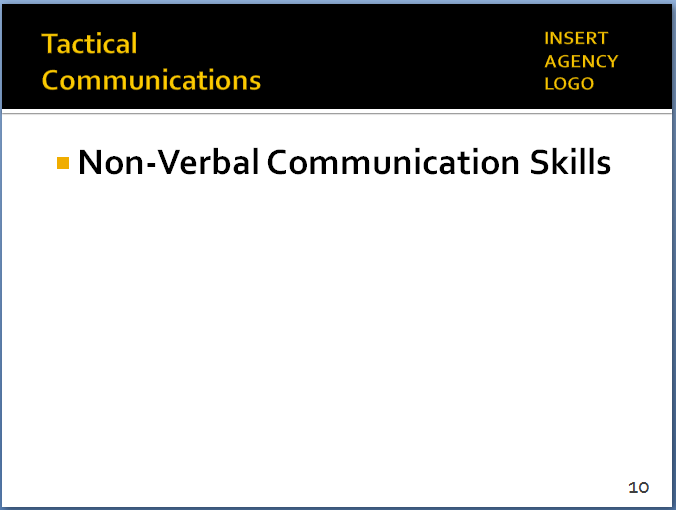 Tactical
Communications
INSERT
AGENCY
LOGO
Non-Verbal Communication Skills
10